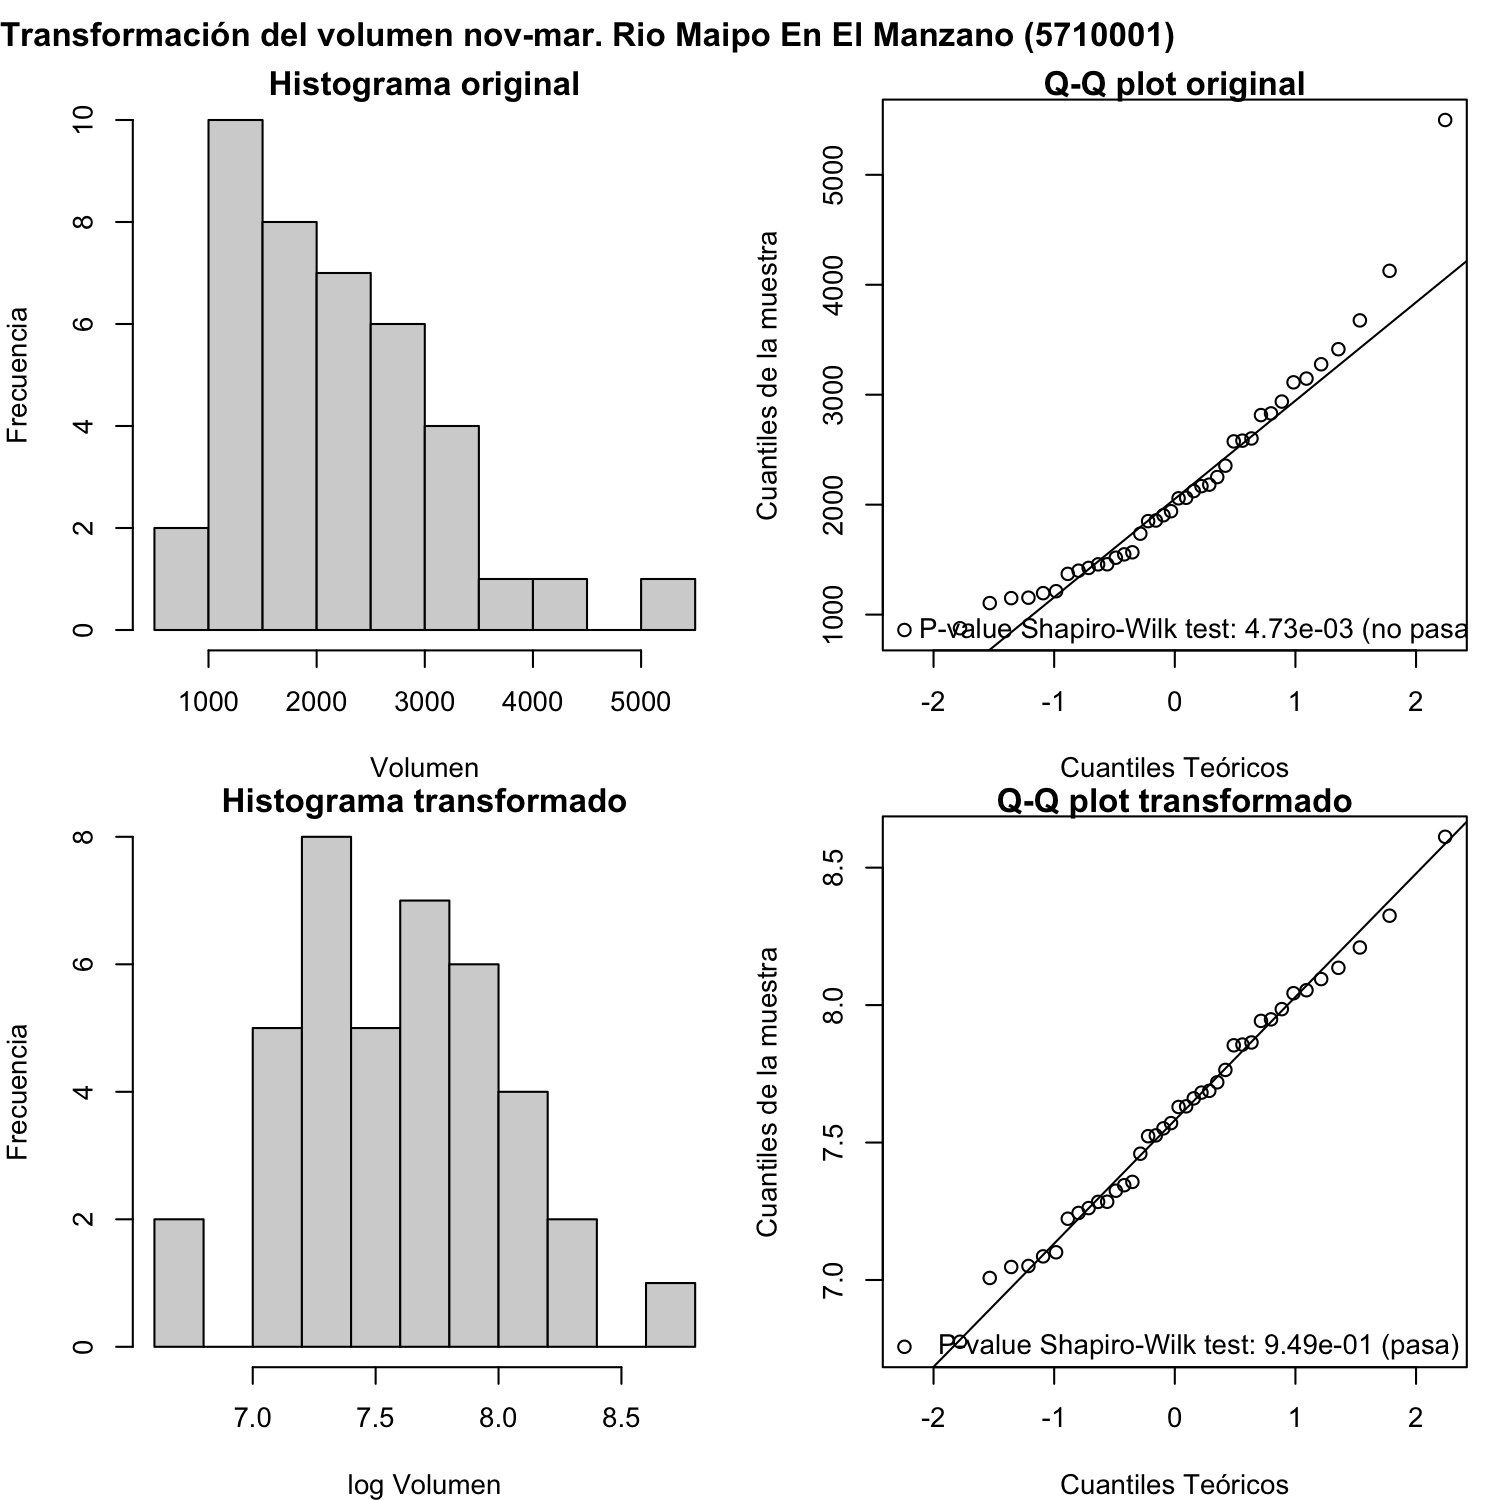 Transformación del volumen nov-mar. Rio Maipo En El Manzano (5710001)
Histograma original
Frecuencia
0 2 4 6 8 10
1000 2000 3000 4000 5000
Volumen
Q-Q plot original
Cuantiles de la muestra
1000 2000 3000 4000 5000
P-value Shapiro-Wilk test: 4.73e-03 (no pasa
-2 -1 0 1 2
Cuantiles Teóricos
Histograma transformado
Frecuencia
0 2 4 6 8
7.0 7.5 8.0 8.5
log Volumen
Q-Q plot transformado
Cuantiles de la muestra
7.0 7.5 8.0 8.5
P-value Shapiro-Wilk test: 9.49e-01 (pasa)
-2 -1 0 1 2
Cuantiles Teóricos